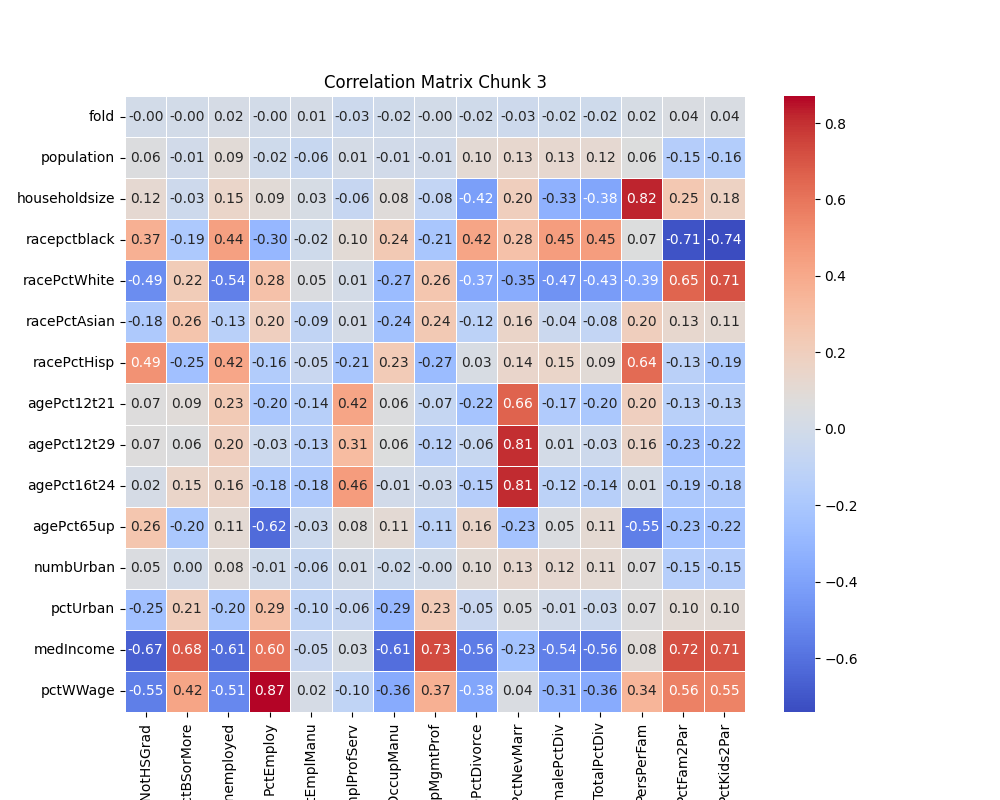 Correlation Matrix Chunk 3
fold -0.00 -0.00 0.02 -0.00 0.01 -0.03 -0.02 -0.00 -0.02 -0.03 -0.02 -0.02 0.02 0.04 0.04
population 0.06 -0.01 0.09 -0.02 -0.06 0.01 -0.01 -0.01 0.10 0.13 0.13 0.12 0.06 -0.15 -0.16
householdsize 0.12 -0.03 0.15 0.09 0.03 -0.06 0.08 -0.08 -0.42 0.20 -0.33 -0.38 0.82 0.25 0.18
racepctblack 0.37 -0.19 0.44 -0.30 -0.02 0.10 0.24 -0.21 0.42 0.28 0.45 0.45 0.07 -0.71 -0.74
racePctWhite -0.49 0.22 -0.54 0.28 0.05 0.01 -0.27 0.26 -0.37 -0.35 -0.47 -0.43 -0.39 0.65 0.71
racePctAsian -0.18 0.26 -0.13 0.20 -0.09 0.01 -0.24 0.24 -0.12 0.16 -0.04 -0.08 0.20 0.13 0.11
racePctHisp 0.49 -0.25 0.42 -0.16 -0.05 -0.21 0.23 -0.27 0.03 0.14 0.15 0.09 0.64 -0.13 -0.19
agePct12t21 0.07 0.09 0.23 -0.20 -0.14 0.42 0.06 -0.07 -0.22 0.66 -0.17 -0.20 0.20 -0.13 -0.13
agePct12t29 0.07 0.06 0.20 -0.03 -0.13 0.31 0.06 -0.12 -0.06 0.81 0.01 -0.03 0.16 -0.23 -0.22
agePct16t24 0.02 0.15 0.16 -0.18 -0.18 0.46 -0.01 -0.03 -0.15 0.81 -0.12 -0.14 0.01 -0.19 -0.18
agePct65up 0.26 -0.20 0.11 -0.62 -0.03 0.08 0.11 -0.11 0.16 -0.23 0.05 0.11 -0.55 -0.23 -0.22
numbUrban 0.05 0.00 0.08 -0.01 -0.06 0.01 -0.02 -0.00 0.10 0.13 0.12 0.11 0.07 -0.15 -0.15
pctUrban -0.25 0.21 -0.20 0.29 -0.10 -0.06 -0.29 0.23 -0.05 0.05 -0.01 -0.03 0.07 0.10 0.10
medIncome -0.67 0.68 -0.61 0.60 -0.05 0.03 -0.61 0.73 -0.56 -0.23 -0.54 -0.56 0.08 0.72 0.71
pctWWage -0.55 0.42 -0.51 0.87 0.02 -0.10 -0.36 0.37 -0.38 0.04 -0.31 -0.36 0.34 0.56 0.55
NotHSGrad
ctBSorMore
nemployed
PctEmploy
tEmplManu
mplProfServ
OccupManu
pMgmtProf
PctDivorce
PctNevMarr
malePctDiv
TotalPctDiv
PersPerFam
PctFam2Par
PctKids2Par
0.8
0.6
0.4
0.2
0.0
−0.2
−0.4
−0.6